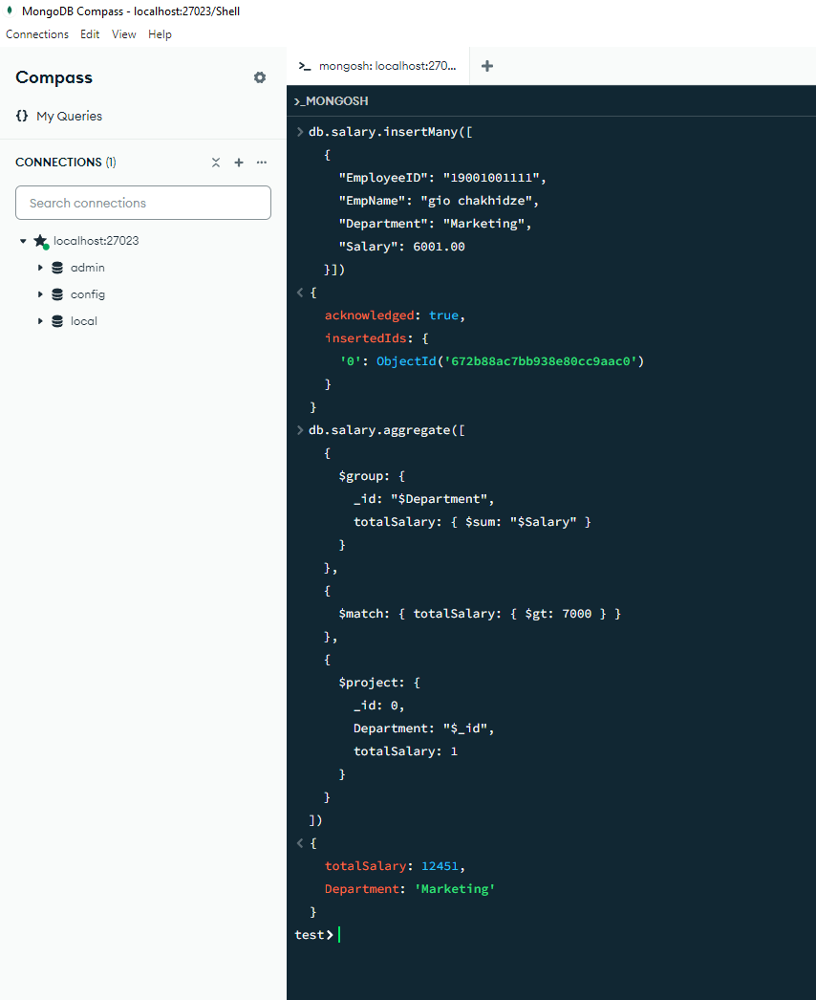 MongoDB Compass - localhost:27023/Shell
Connections Edit View Help
Compass
{} My Queries
CONNECTIONS (1)
Search connections
localhost:27023
admin
config
local
>_ mongosh: localhost:270...
>_MONGOSH
> db.salary.insertMany([
{
"EmployeeID": "19001001111",
"EmpName": "gio chakhidze",
"Department": "Marketing",
"Salary": 6001.00
}])
< {
acknowledged: true,
insertedIds: {
'0': ObjectId('672b88ac7bb938e80cc9aac0')
}
}
> db.salary.aggregate([
{
$group: {
_id: "$Department",
totalSalary: { $sum: "$Salary" }
}
},
{
$match: { totalSalary: { $gt: 7000 } }
},
{
$project: {
_id: 0,
Department: "$_id",
totalSalary: 1
}
}
])
< {
totalSalary: 12451,
Department: 'Marketing'
}
test>